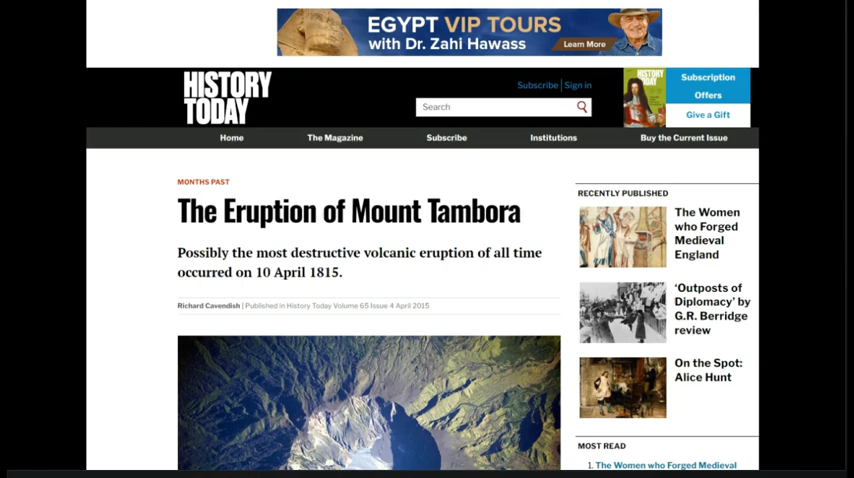 EGYPT VIP TOURS
with Dr. Zahi Hawass
Learn More
HISTORY
TODAY
Subscribe | Sign in
Search
HISTORY
TODAY
Subscription
Offers
Give a Gift
Home
The Magazine
Subscribe
Institutions
Buy the Current Issue
MONTHS PAST
The Eruption of Mount Tambora
Possibly the most destructive volcanic eruption of all time
occurred on 10 April 1815.
Richard Cavendish | Published in History Today Volume 65 Issue 4 April 2015
RECENTLY PUBLISHED
The Women
who Forged
Medieval
England
‘Outposts of
Diplomacy’ by
G.R. Berridge
review
On the Spot:
Alice Hunt
MOST READ
1. The Women who Forged Medieval